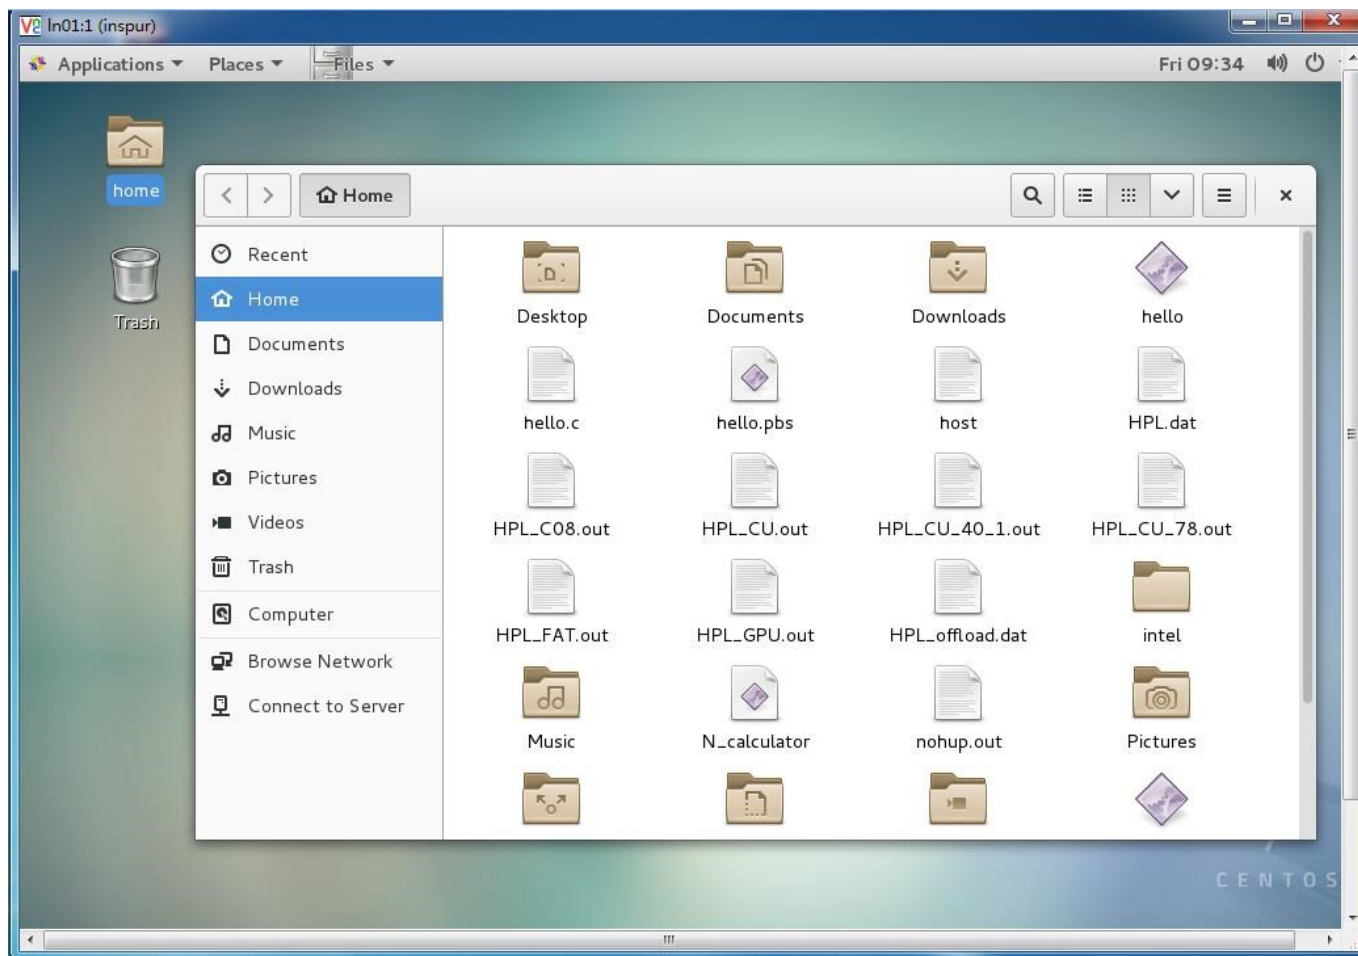 ln01:1 (inspur)
Applications Places Files Fri 09:34
home
Trash
Home
Recent
Home
Documents
Downloads
Music
Pictures
Videos
Trash
Computer
Browse Network
Connect to Server
Desktop Documents Downloads hello
hello.c hello.pbs host HPL.dat
HPL_C08.out HPL_CU.out HPL_CU_40_1.out HPL_CU_78.out
HPL_FAT.out HPL_GPU.out HPL_offload.dat intel
Music N_calculator nohup.out Pictures
CENTOS